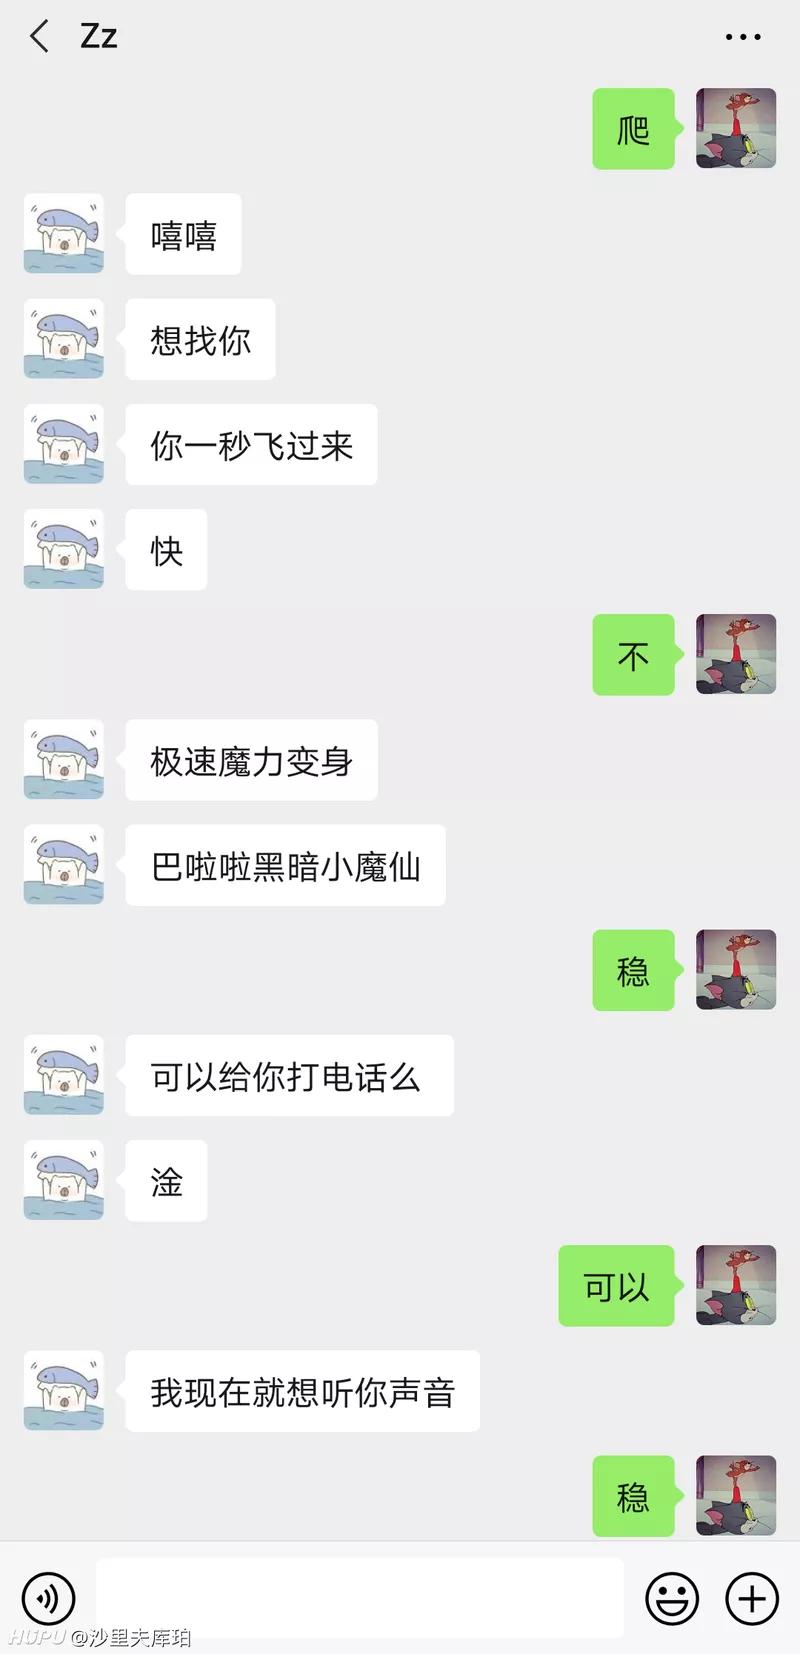 Zz
爬
嘻嘻
想找你
你一秒飞过来
快
不
极速魔力变身
巴啦啦黑暗小魔仙
稳
可以给你打电话么
淦
可以
我现在就想听你声音
稳
HUPU @沙里夫库珀